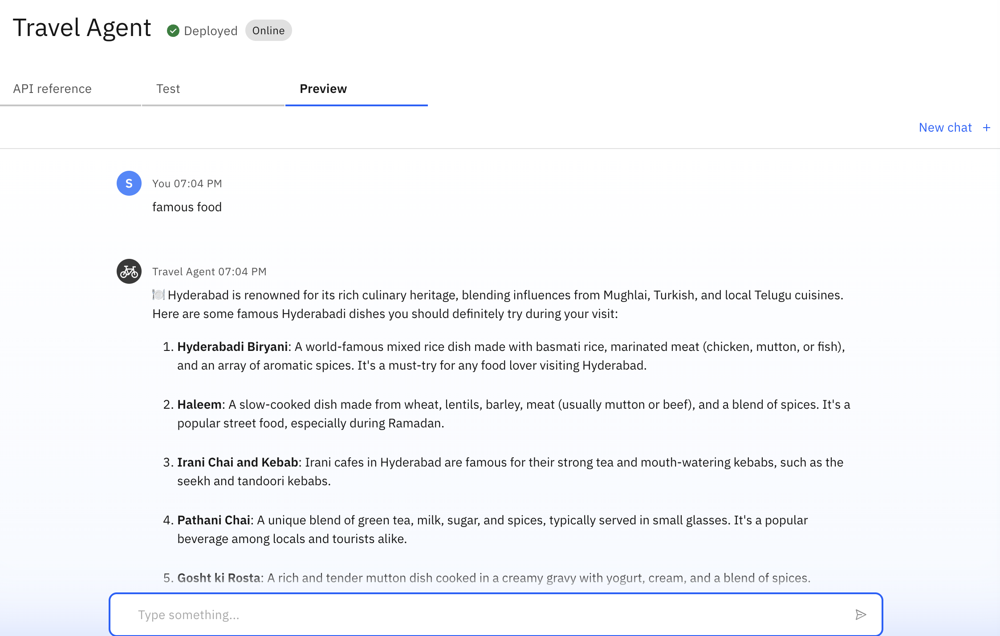 Travel Agent Deployed Online
API reference Test Preview
New chat +
S You 07:04 PM
famous food
Travel Agent 07:04 PM
🍽️ Hyderabad is renowned for its rich culinary heritage, blending influences from Mughlai, Turkish, and local Telugu cuisines.
Here are some famous Hyderabadi dishes you should definitely try during your visit:
1. Hyderabadi Biryani: A world-famous mixed rice dish made with basmati rice, marinated meat (chicken, mutton, or fish),
and an array of aromatic spices. It's a must-try for any food lover visiting Hyderabad.
2. Haleem: A slow-cooked dish made from wheat, lentils, barley, meat (usually mutton or beef), and a blend of spices. It's a
popular street food, especially during Ramadan.
3. Irani Chai and Kebab: Irani cafes in Hyderabad are famous for their strong tea and mouth-watering kebabs, such as the
seekh and tandoori kebabs.
4. Pathani Chai: A unique blend of green tea, milk, sugar, and spices, typically served in small glasses. It's a popular
beverage among locals and tourists alike.
5. Gosht ki Rosta: A rich and tender mutton dish cooked in a creamy gravy with yogurt, cream, and a blend of spices.
Type something...